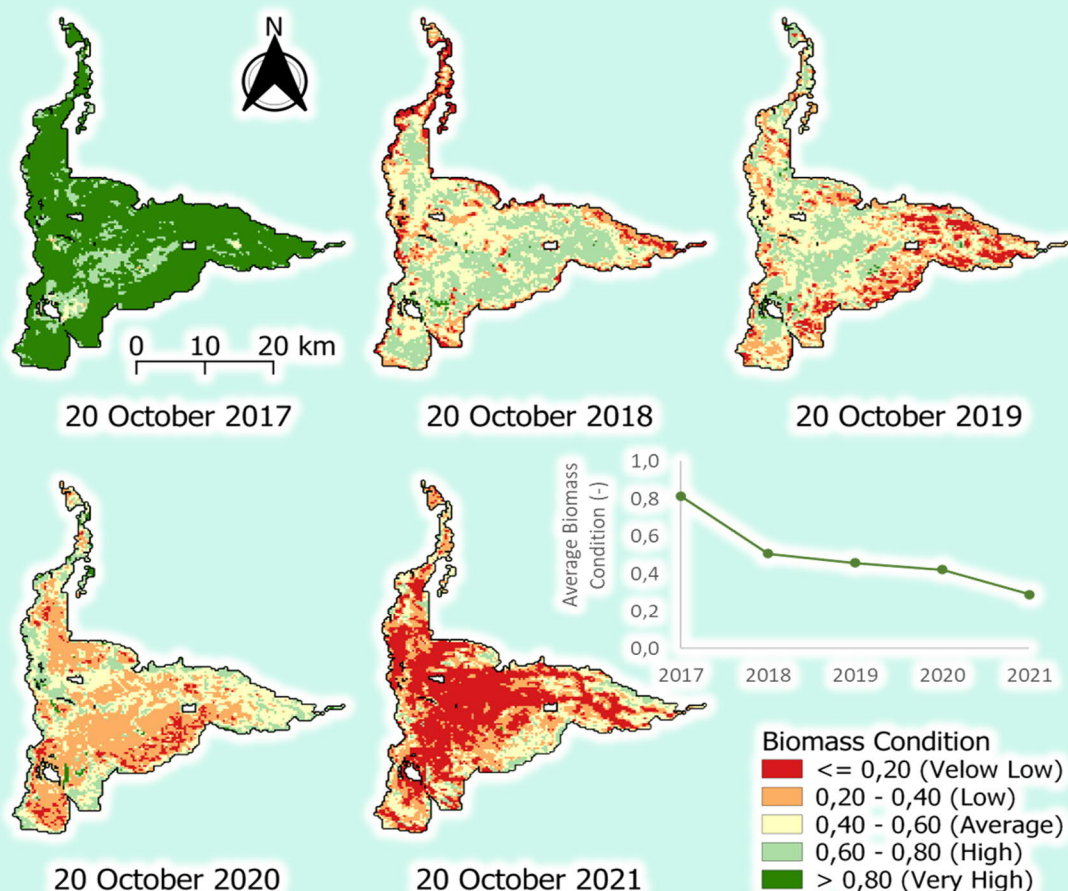 N
0 10 20 km
20 October 2017
20 October 2018
20 October 2019
Average Biomass
Condition (-)
1,0
0,8
0,6
0,4
0,2
0,0
2017 2018 2019 2020 2021
20 October 2020
20 October 2021
Biomass Condition
<= 0,20 (Velow Low)
0,20 - 0,40 (Low)
0,40 - 0,60 (Average)
0,60 - 0,80 (High)
> 0,80 (Very High)